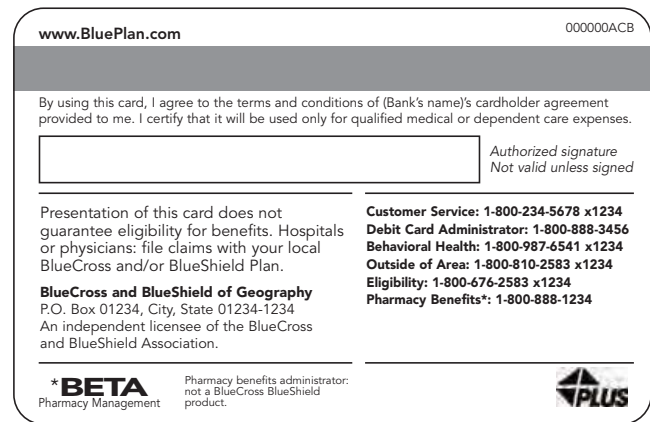 www.BluePlan.com
000000ACB
By using this card, I agree to the terms and conditions of (Bank's name)'s cardholder agreement
provided to me. I certify that it will be used only for qualified medical or dependent care expenses.
Authorized signature
Not valid unless signed
Presentation of this card does not
guarantee eligibility for benefits. Hospitals
or physicians: file claims with your local
BlueCross and/or BlueShield Plan.
BlueCross and BlueShield of Geography
P.O. Box 01234, City, State 01234-1234
An independent licensee of the BlueCross
and BlueShield Association.
Customer Service: 1-800-234-5678 x1234
Debit Card Administrator: 1-800-888-3456
Behavioral Health: 1-800-987-6541 x1234
Outside of Area: 1-800-810-2583 x1234
Eligibility: 1-800-676-2583 x1234
Pharmacy Benefits*: 1-800-888-1234
*BETA
Pharmacy Management
Pharmacy benefits administrator:
not a BlueCross BlueShield
product.
PLUS